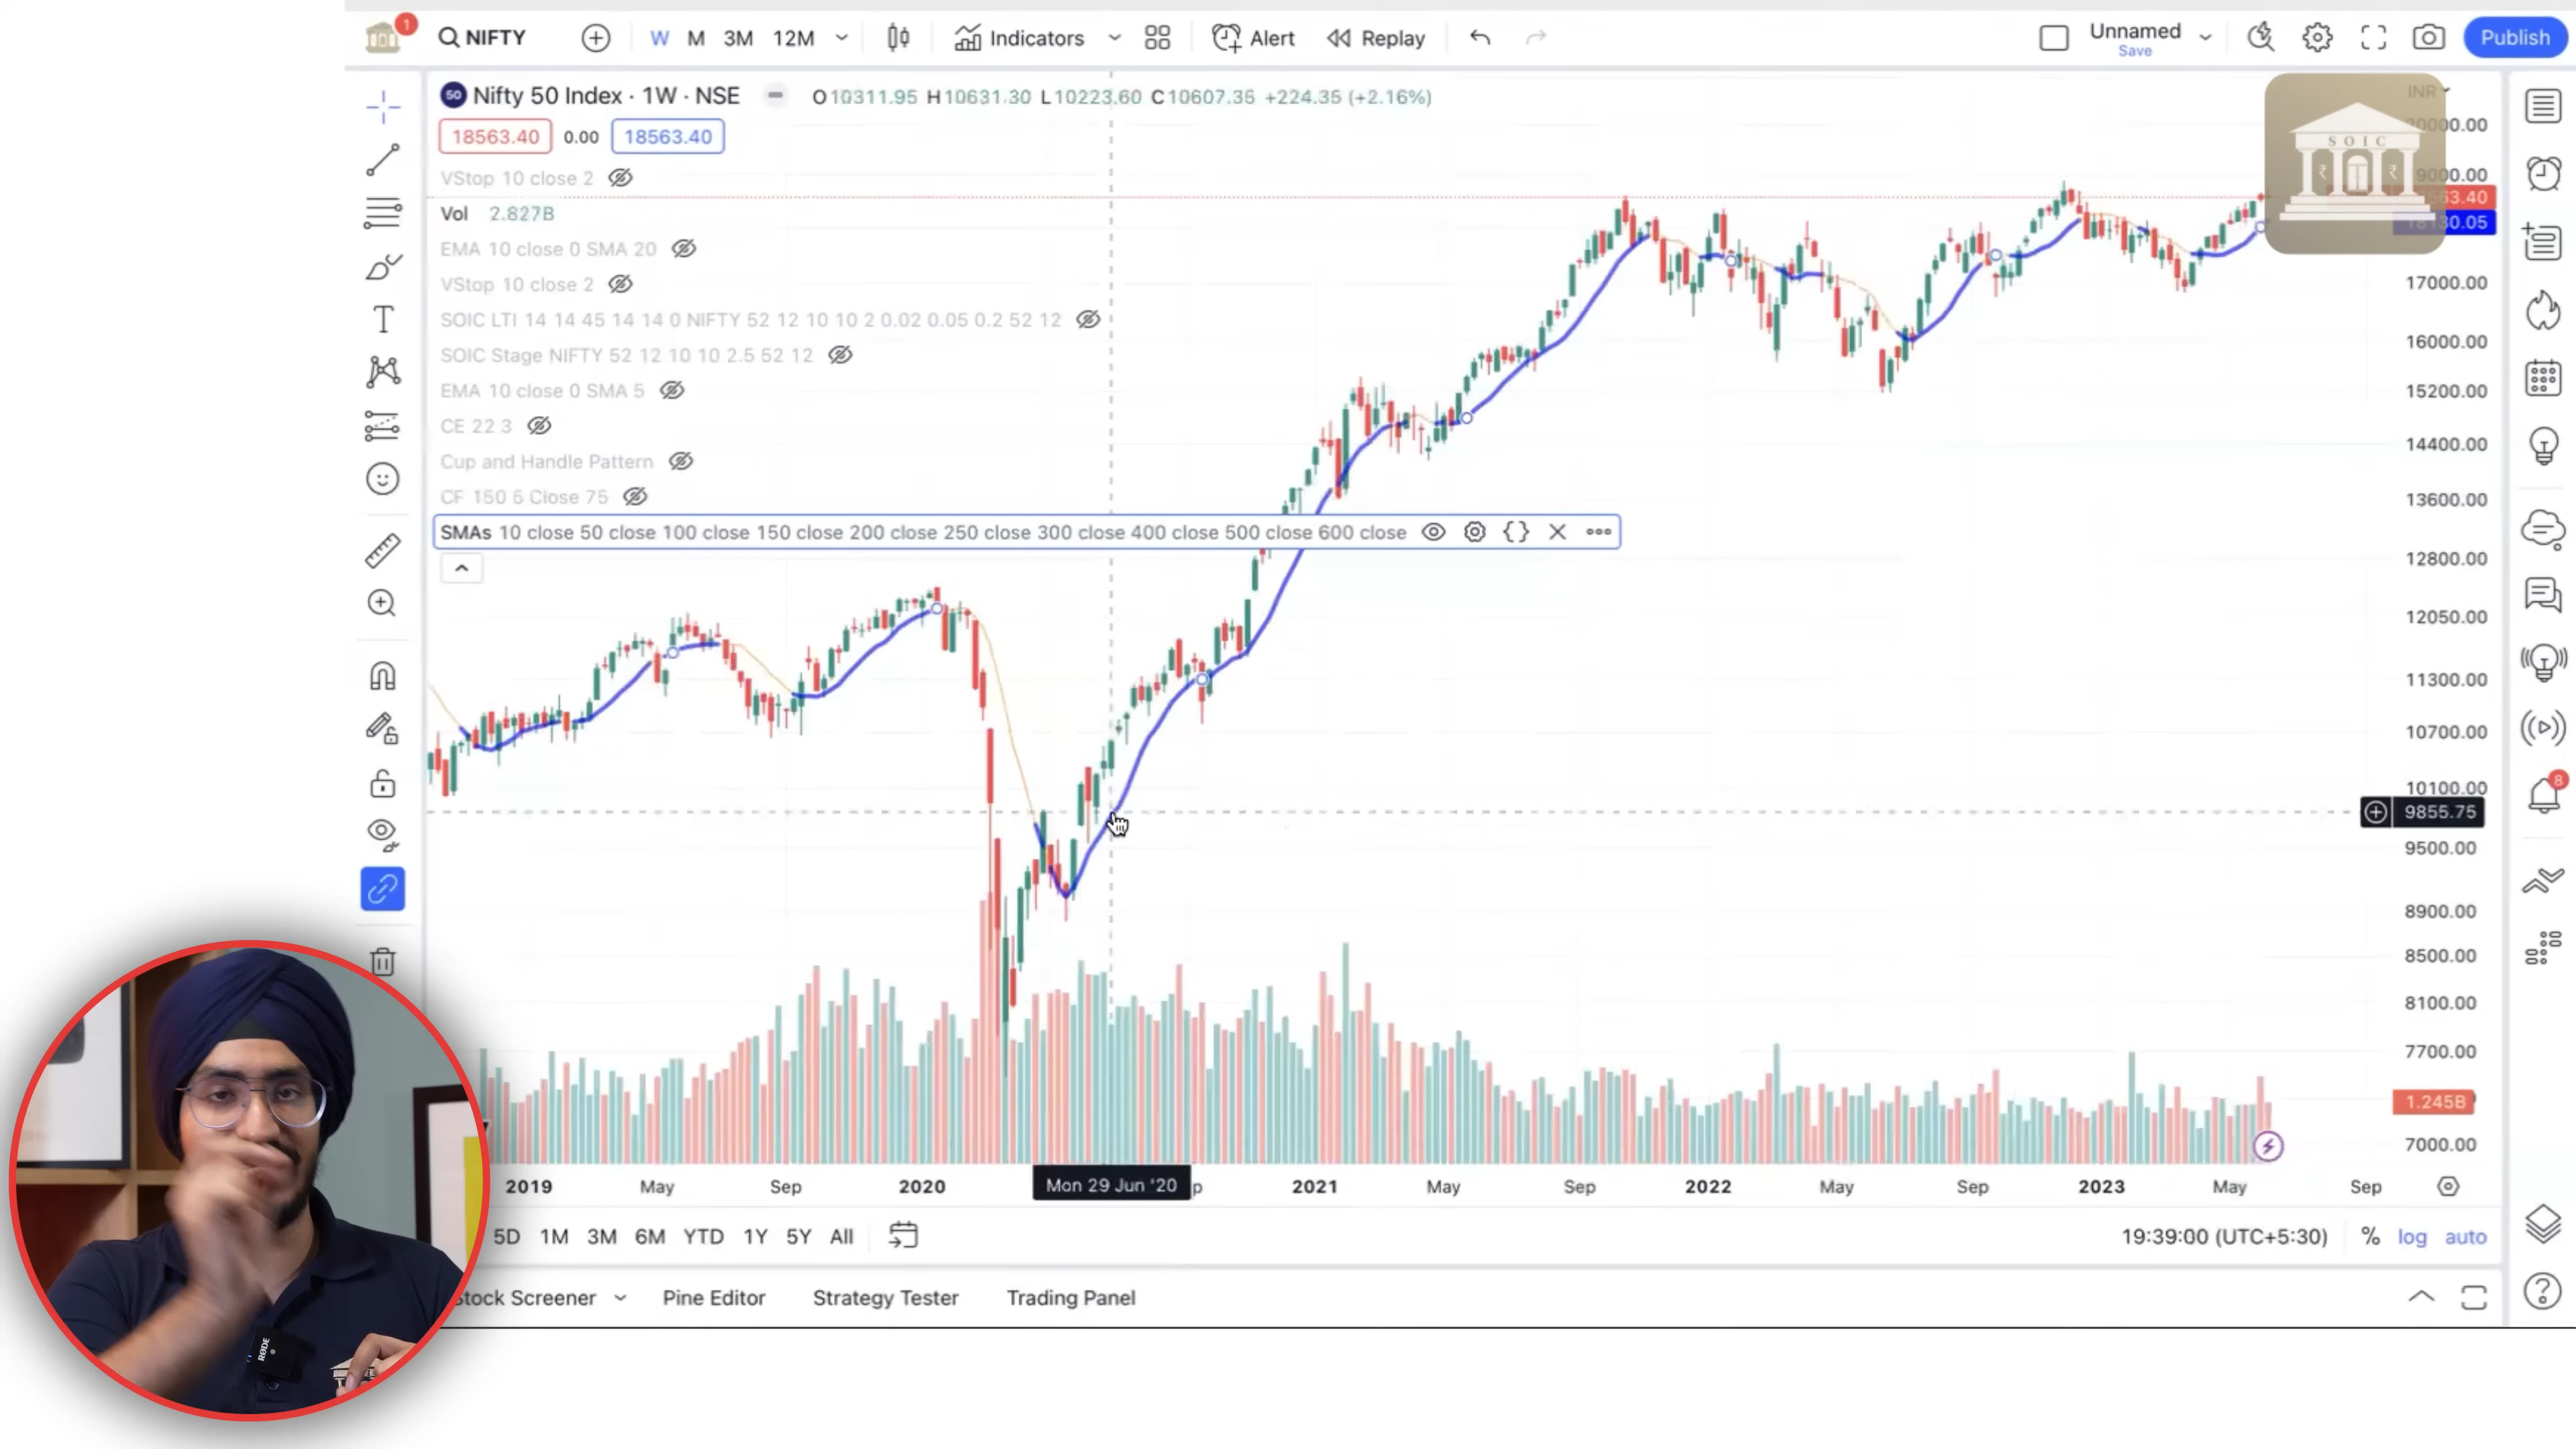 1 NIFTY W M 3M 12M Indicators Alert Replay Unnamed Publish
Save
50 Nifty 50 Index · 1W · NSE O10311.95 H10631.30 L10223.60 C10607.35 +224.35 (+2.16%) INR
18563.40 0.00 18563.40
VStop 10 close 2
Vol 2.827B
EMA 10 close 0 SMA 20
VStop 10 close 2
SOIC LTI 14 14 45 14 14 0 NIFTY 52 12 10 10 2 0.02 0.05 0.2 52 12
SOIC Stage NIFTY 52 12 10 10 2.5 52 12
EMA 10 close 0 SMA 5
CE 22 3
Cup and Handle Pattern
CF 150 5 Close 75
SMAs 10 close 50 close 100 close 150 close 200 close 250 close 300 close 400 close 500 close 600 close
SOIC
17000.00
16000.00
15200.00
14400.00
13600.00
12800.00
12050.00
11300.00
10700.00
10100.00
9855.75
9500.00
8900.00
8500.00
8100.00
7700.00
1.245B
7000.00
8
2019 May Sep 2020 Mon 29 Jun '20 p 2021 May Sep 2022 May Sep 2023 May Sep
5D 1M 3M 6M YTD 1Y 5Y All 19:39:00 (UTC+5:30) % log auto
Stock Screener Pine Editor Strategy Tester Trading Panel
RØDE